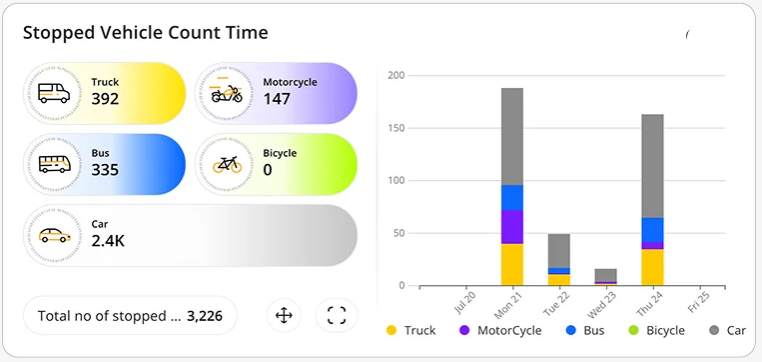 Stopped Vehicle Count Time
Truck
392
Motorcycle
147
Bus
335
Bicycle
0
Car
2.4K
Total no of stopped ... 3,226
200
150
100
50
0
Jul 20
Mon 21
Tue 22
Wed 23
Thu 24
Fri 25
Truck
MotorCycle
Bus
Bicycle
Car